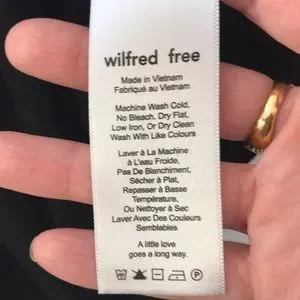 wilfred free
Made in Vietnam
Fabriqué au Vietnam
Machine Wash Cold,
No Bleach, Dry Flat,
Low Iron, Or Dry Clean
Wash With Like Colours
Laver à La Machine
à L'eau Froide,
Pas De Blanchiment,
Sécher à Plat,
Repasser à Basse
Température,
Ou Nettoyer à Sec
Laver Avec Des Couleurs
Semblables
A little love
goes a long way.